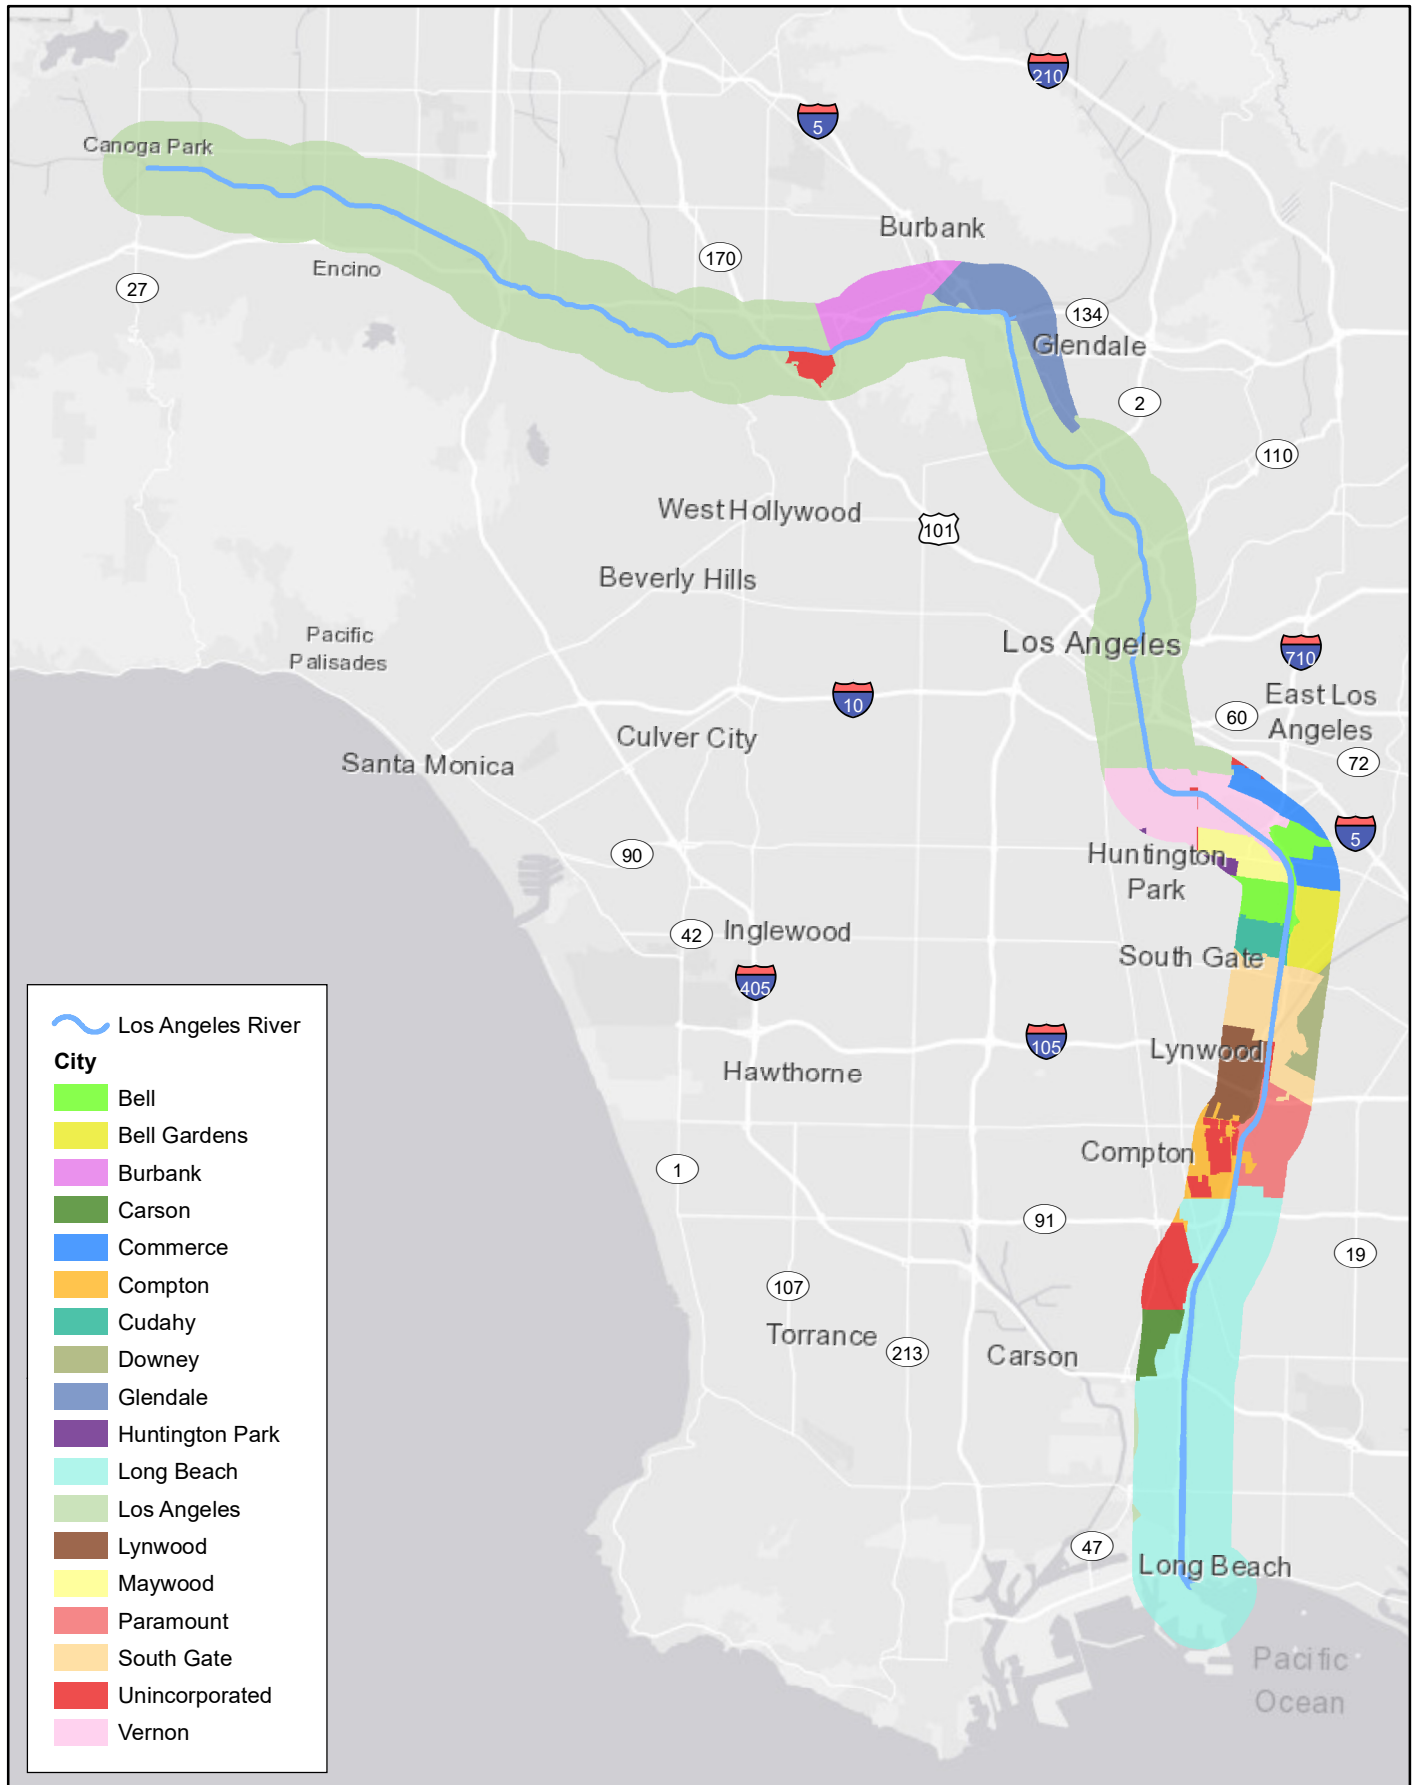 210
5
Canoga Park
Burbank
170
Encino
27
134
Glendale
2
110
West Hollywood
101
Beverly Hills
Pacific
Palisades
Los Angeles
710
East Los
Angeles
10
60
Culver City
72
Santa Monica
5
90
Huntington
Park
42
Inglewood
South Gate
405
105
Lynwood
Hawthorne
Compton
1
91
19
107
Torrance
213
Carson
47
Long Beach
Pacific
Ocean
Los Angeles River
City
Bell
Bell Gardens
Burbank
Carson
Commerce
Compton
Cudahy
Downey
Glendale
Huntington Park
Long Beach
Los Angeles
Lynwood
Maywood
Paramount
South Gate
Unincorporated
Vernon